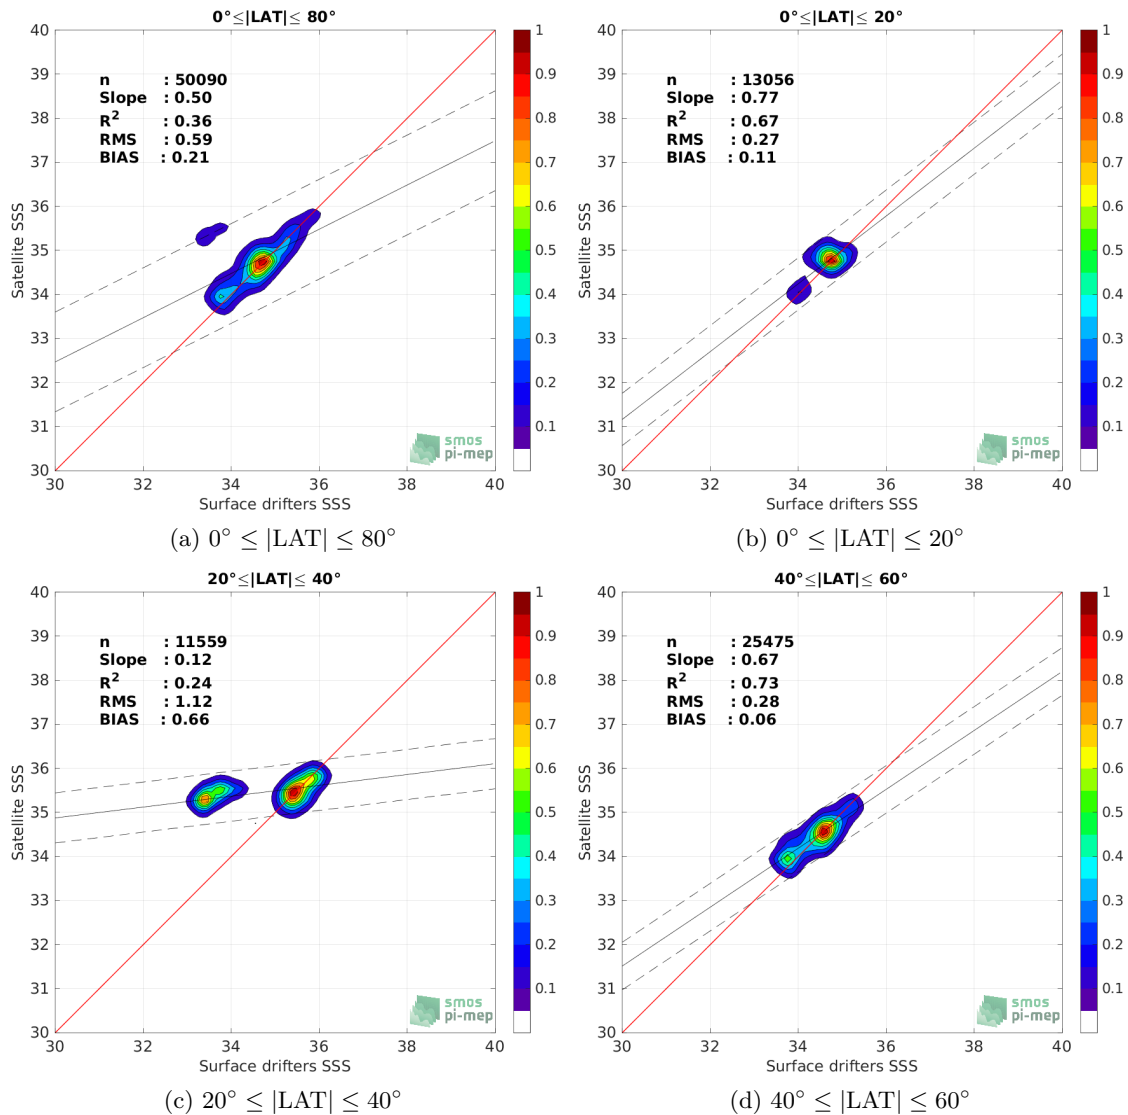 0°≤|LAT|≤ 80°
40
39
38
37
36
35
34
33
32
31
30
Satellite SSS
n : 50090
Slope : 0.50
R² : 0.36
RMS : 0.59
BIAS : 0.21
smos
pi-mep
30 32 34 36 38 40
Surface drifters SSS
1
0.9
0.8
0.7
0.6
0.5
0.4
0.3
0.2
0.1
(a) 0° ≤ |LAT| ≤ 80°
0°≤|LAT|≤ 20°
40
39
38
37
36
35
34
33
32
31
30
Satellite SSS
n : 13056
Slope : 0.77
R² : 0.67
RMS : 0.27
BIAS : 0.11
smos
pi-mep
30 32 34 36 38 40
Surface drifters SSS
1
0.9
0.8
0.7
0.6
0.5
0.4
0.3
0.2
0.1
(b) 0° ≤ |LAT| ≤ 20°
20°≤|LAT|≤ 40°
40
39
38
37
36
35
34
33
32
31
30
Satellite SSS
n : 11559
Slope : 0.12
R² : 0.24
RMS : 1.12
BIAS : 0.66
smos
pi-mep
30 32 34 36 38 40
Surface drifters SSS
1
0.9
0.8
0.7
0.6
0.5
0.4
0.3
0.2
0.1
(c) 20° ≤ |LAT| ≤ 40°
40°≤|LAT|≤ 60°
40
39
38
37
36
35
34
33
32
31
30
Satellite SSS
n : 25475
Slope : 0.67
R² : 0.73
RMS : 0.28
BIAS : 0.06
smos
pi-mep
30 32 34 36 38 40
Surface drifters SSS
1
0.9
0.8
0.7
0.6
0.5
0.4
0.3
0.2
0.1
(d) 40° ≤ |LAT| ≤ 60°